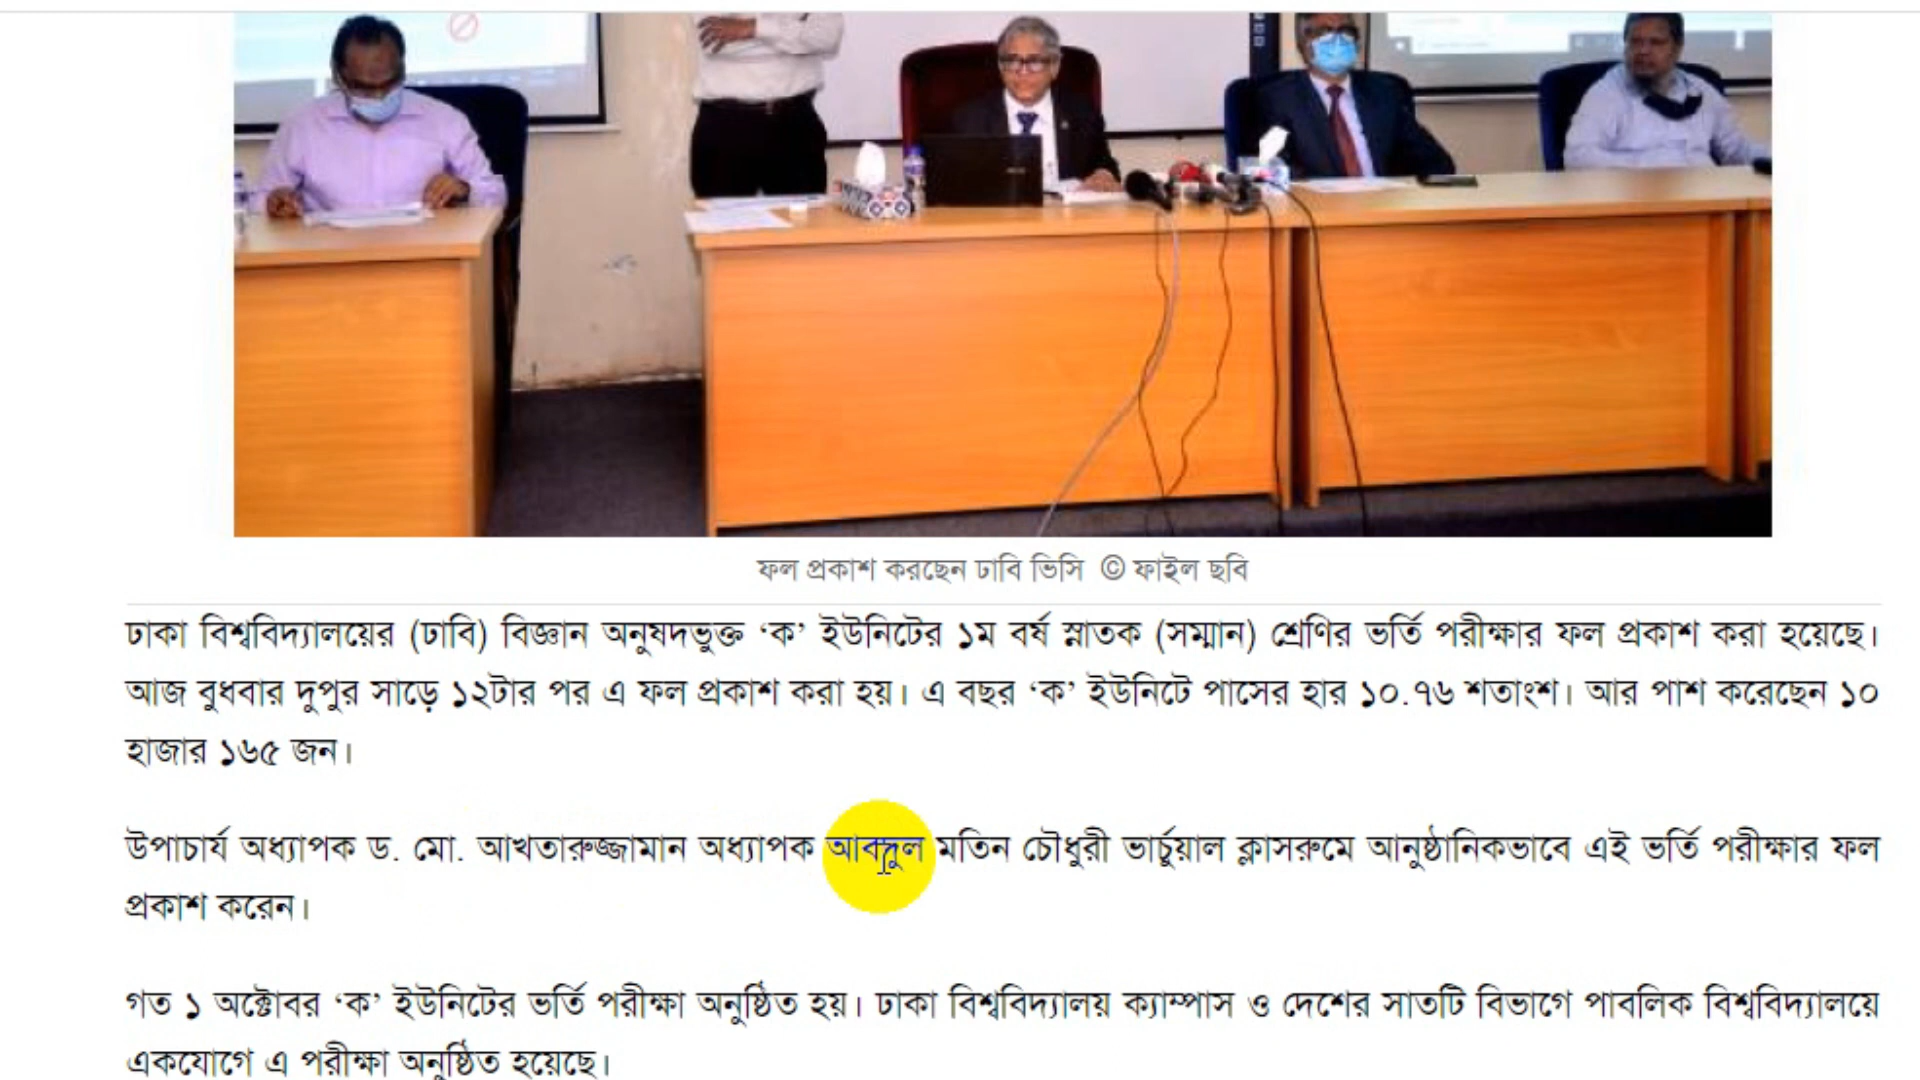 ফল প্রকাশ করছেন ঢাবি ভিসি © ফাইল ছবি
ঢাকা বিশ্ববিদ্যালয়ের (ঢাবি) বিজ্ঞান অনুষদভুক্ত ‘ক’ ইউনিটের ১ম বর্ষ স্নাতক (সম্মান) শ্রেণির ভর্তি পরীক্ষার ফল প্রকাশ করা হয়েছে।
আজ বুধবার দুপুর সাড়ে ১২টার পর এ ফল প্রকাশ করা হয়। এ বছর ‘ক’ ইউনিটে পাসের হার ১০.৭৬ শতাংশ। আর পাশ করেছেন ১০
হাজার ১৬৫ জন।
উপাচার্য অধ্যাপক ড. মো. আখতারুজ্জামান অধ্যাপক আবদুল মতিন চৌধুরী ভার্চুয়াল ক্লাসরুমে আনুষ্ঠানিকভাবে এই ভর্তি পরীক্ষার ফল
প্রকাশ করেন।
গত ১ অক্টোবর ‘ক’ ইউনিটের ভর্তি পরীক্ষা অনুষ্ঠিত হয়। ঢাকা বিশ্ববিদ্যালয় ক্যাম্পাস ও দেশের সাতটি বিভাগে পাবলিক বিশ্ববিদ্যালয়ে
একযোগে এ পরীক্ষা অনুষ্ঠিত হয়েছে।